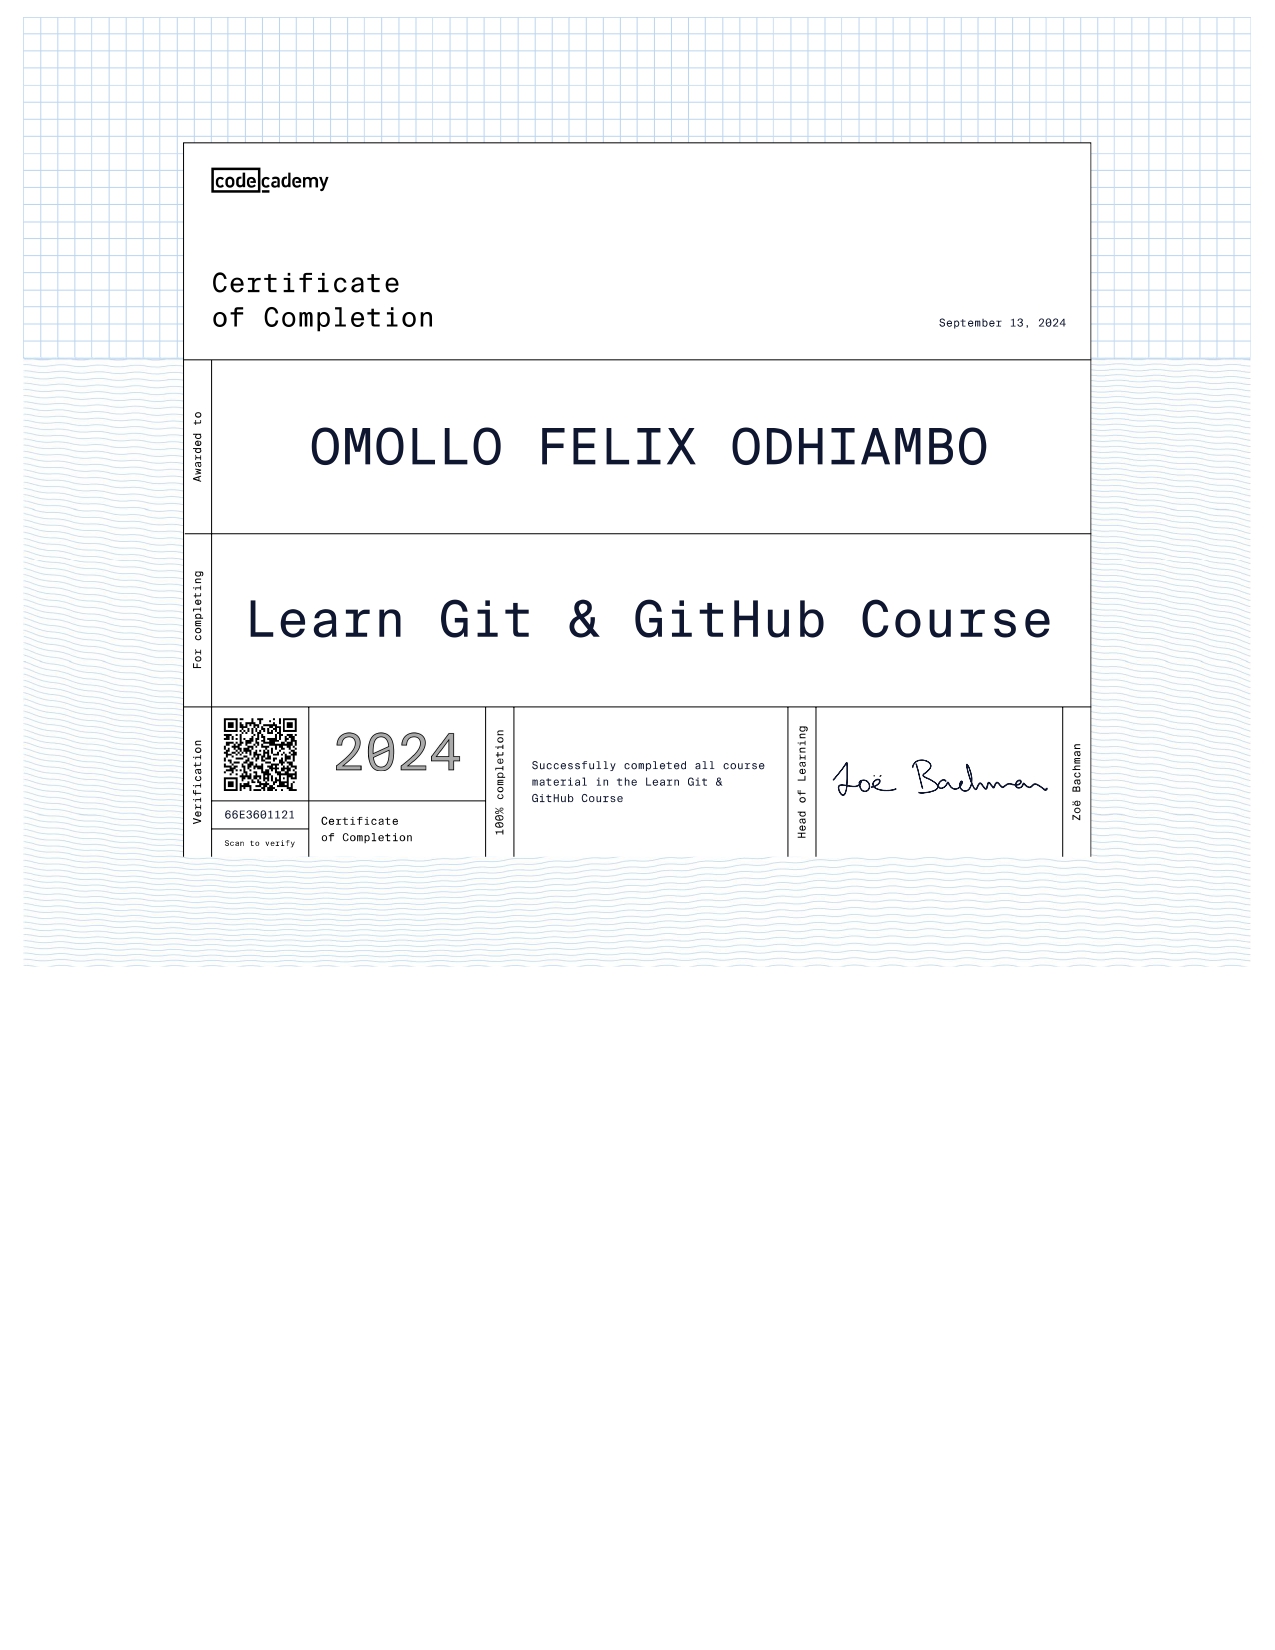 codecademy
Certificate
of Completion
September 13, 2024
Awarded to
OMOLLO FELIX ODHIAMBO
For completing
Learn Git & GitHub Course
Verification
66E3601121
Scan to verify
2024
Certificate
of Completion
100% completion
Successfully completed all course
material in the Learn Git &
GitHub Course
Head of Learning
Zoë Bachman
Zoë Bachman